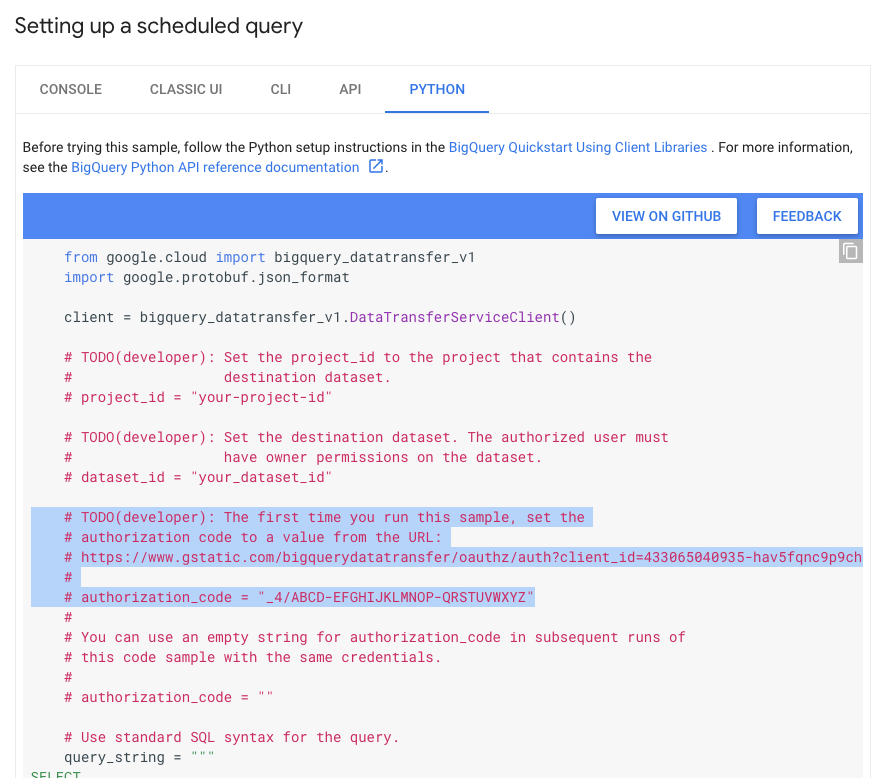 Setting up a scheduled query
CONSOLE CLASSIC UI CLI API PYTHON
Before trying this sample, follow the Python setup instructions in the BigQuery Quickstart Using Client Libraries . For more information,
see the BigQuery Python API reference documentation .
VIEW ON GITHUB FEEDBACK
from google.cloud import bigquery_datatransfer_v1
import google.protobuf.json_format
client = bigquery_datatransfer_v1.DataTransferServiceClient()
# TODO(developer): Set the project_id to the project that contains the
# destination dataset.
# project_id = "your-project-id"
# TODO(developer): Set the destination dataset. The authorized user must
# have owner permissions on the dataset.
# dataset_id = "your_dataset_id"
# TODO(developer): The first time you run this sample, set the
# authorization code to a value from the URL:
# https://www.gstatic.com/bigquerydatatransfer/oauthz/auth?client_id=433065040935-hav5fqnc9p9ch
#
# authorization_code = "_4/ABCD-EFGHIJKLMNOP-QRSTUVWXYZ"
#
# You can use an empty string for authorization_code in subsequent runs of
# this code sample with the same credentials.
#
# authorization_code = ""
# Use standard SQL syntax for the query.
query_string = """
SELECT